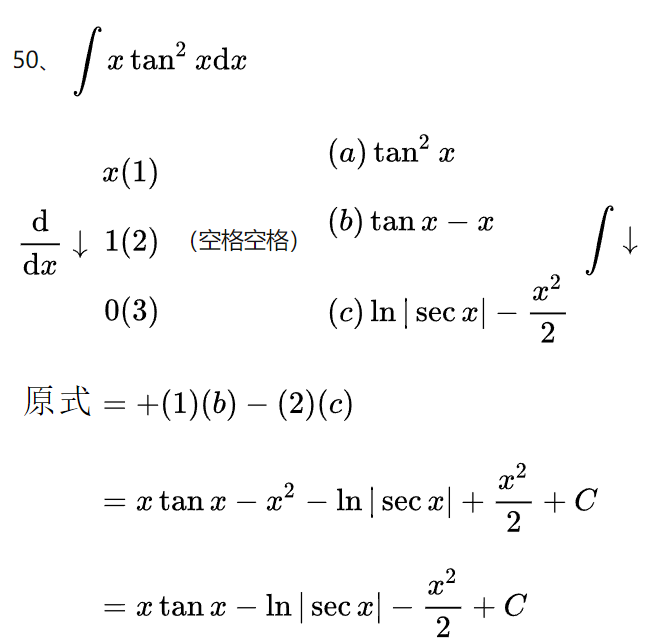 50、 ∫ x tan² x dx
x(1) (a) tan² x
d/dx ↓ 1(2) (空格空格) (b) tan x − x ∫ ↓
0(3) (c) ln |sec x| − x²/2
原式 = +(1)(b) − (2)(c)
= x tan x − x² − ln |sec x| + x²/2 + C
= x tan x − ln |sec x| − x²/2 + C